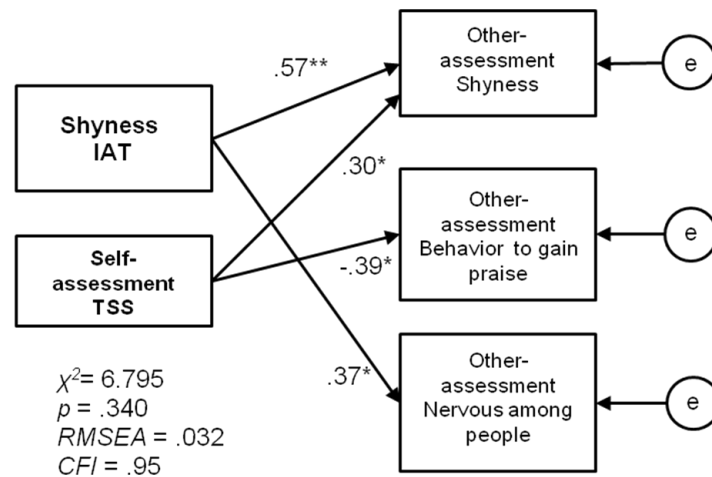 Other-
assessment
Shyness
e
.57**
Shyness
IAT
.30*
Other-
assessment
Behavior to gain
praise
e
Self-
assessment
TSS
-.39*
Other-
assessment
Nervous among
people
e
.37*
χ²= 6.795
p = .340
RMSEA = .032
CFI = .95